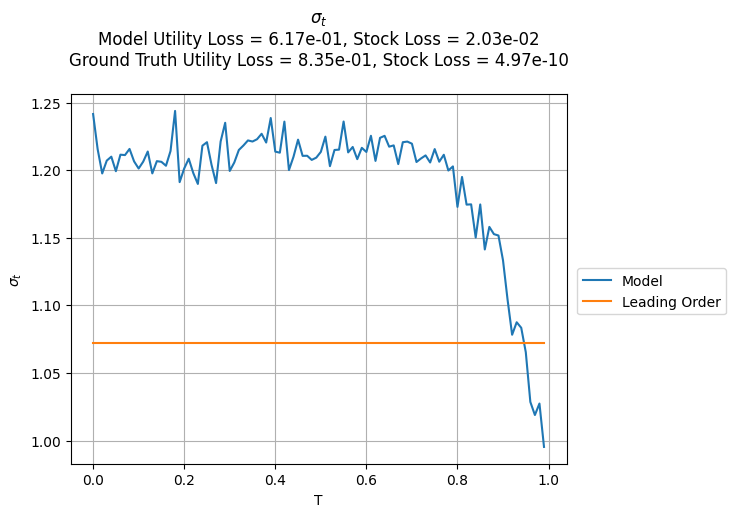 σt
Model Utility Loss = 6.17e-01, Stock Loss = 2.03e-02
Ground Truth Utility Loss = 8.35e-01, Stock Loss = 4.97e-10
1.25
1.20
1.15
1.10
1.05
1.00
σt
0.0 0.2 0.4 0.6 0.8 1.0
T
Model
Leading Order